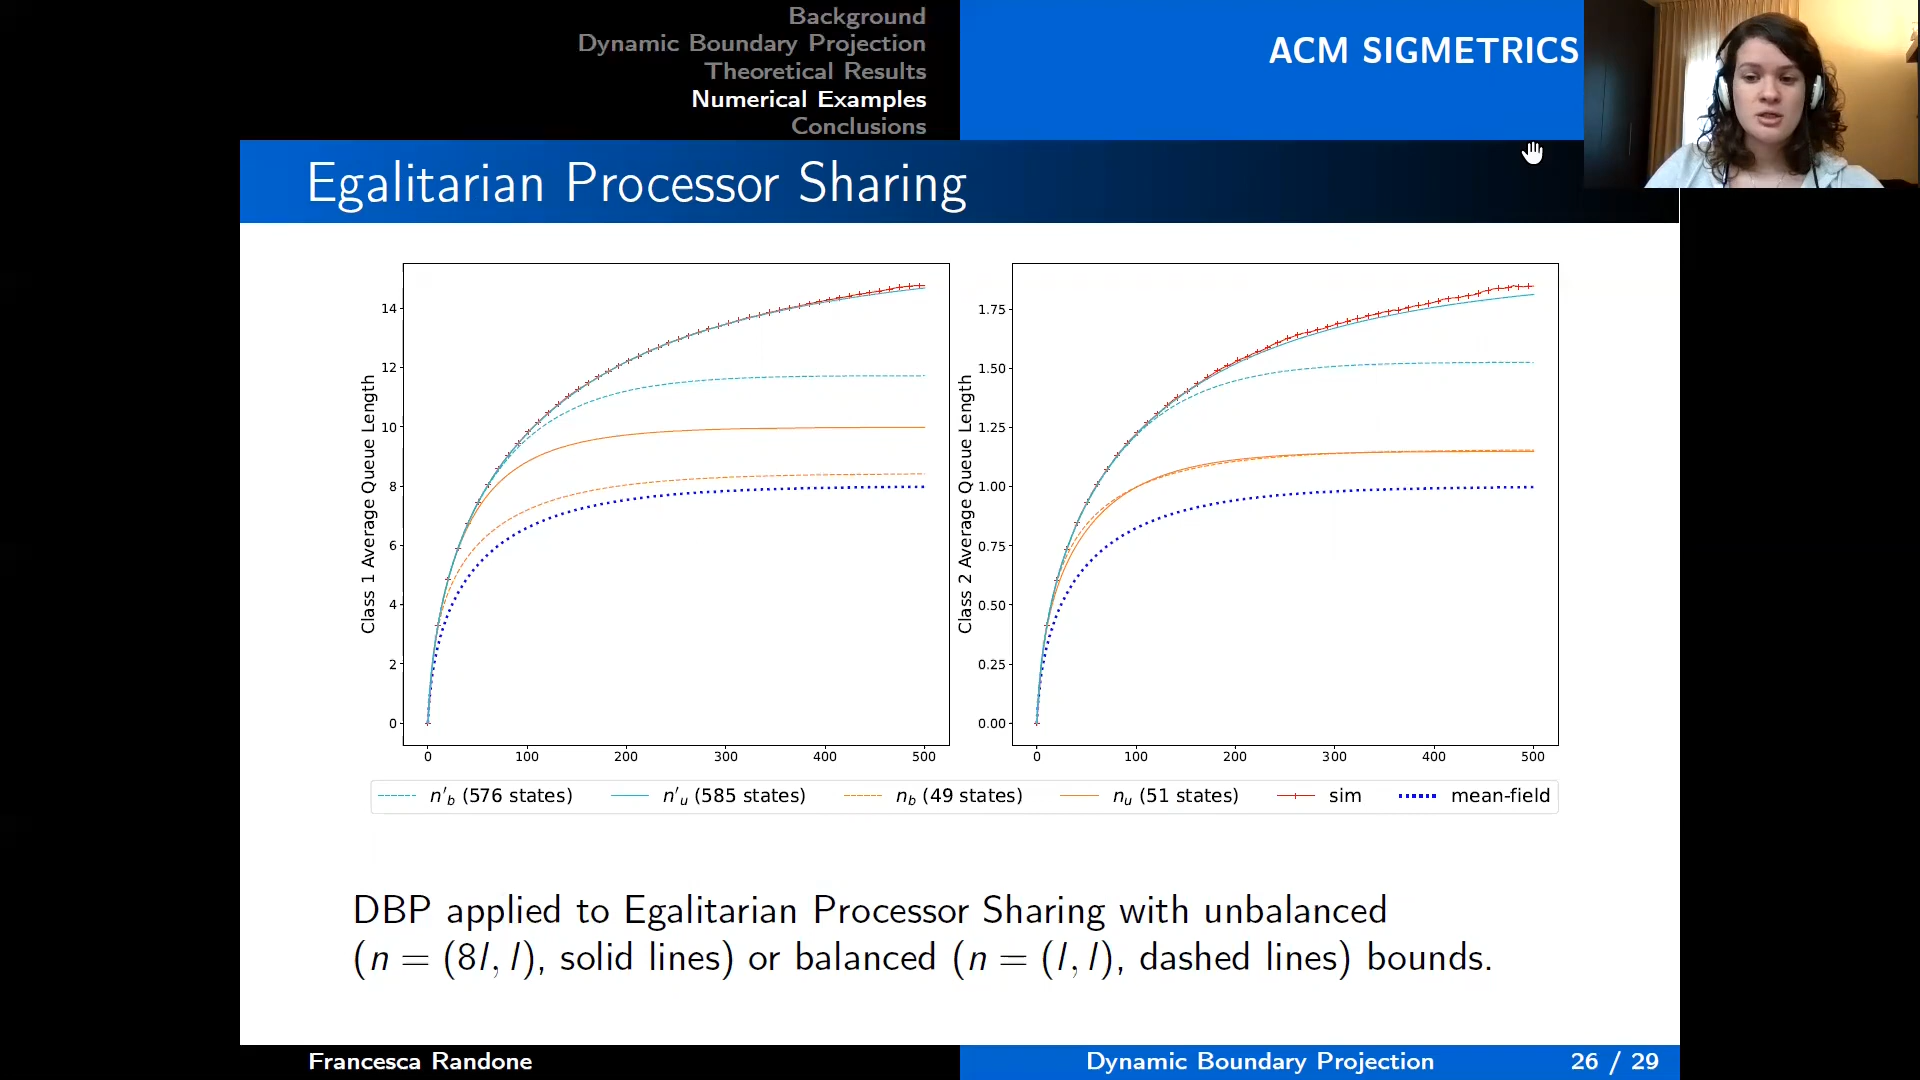 Background
Dynamic Boundary Projection
Theoretical Results
Numerical Examples
Conclusions
ACM SIGMETRICS
Egalitarian Processor Sharing
Class 1 Average Queue Length
14
12
10
8
6
4
2
0
0 100 200 300 400 500
Class 2 Average Queue Length
1.75
1.50
1.25
1.00
0.75
0.50
0.25
0.00
0 100 200 300 400 500
n'b (576 states) n'u (585 states) nb (49 states) nu (51 states) sim mean-field
DBP applied to Egalitarian Processor Sharing with unbalanced
(n = (8l, l), solid lines) or balanced (n = (l, l), dashed lines) bounds.
Francesca Randone Dynamic Boundary Projection 26 / 29